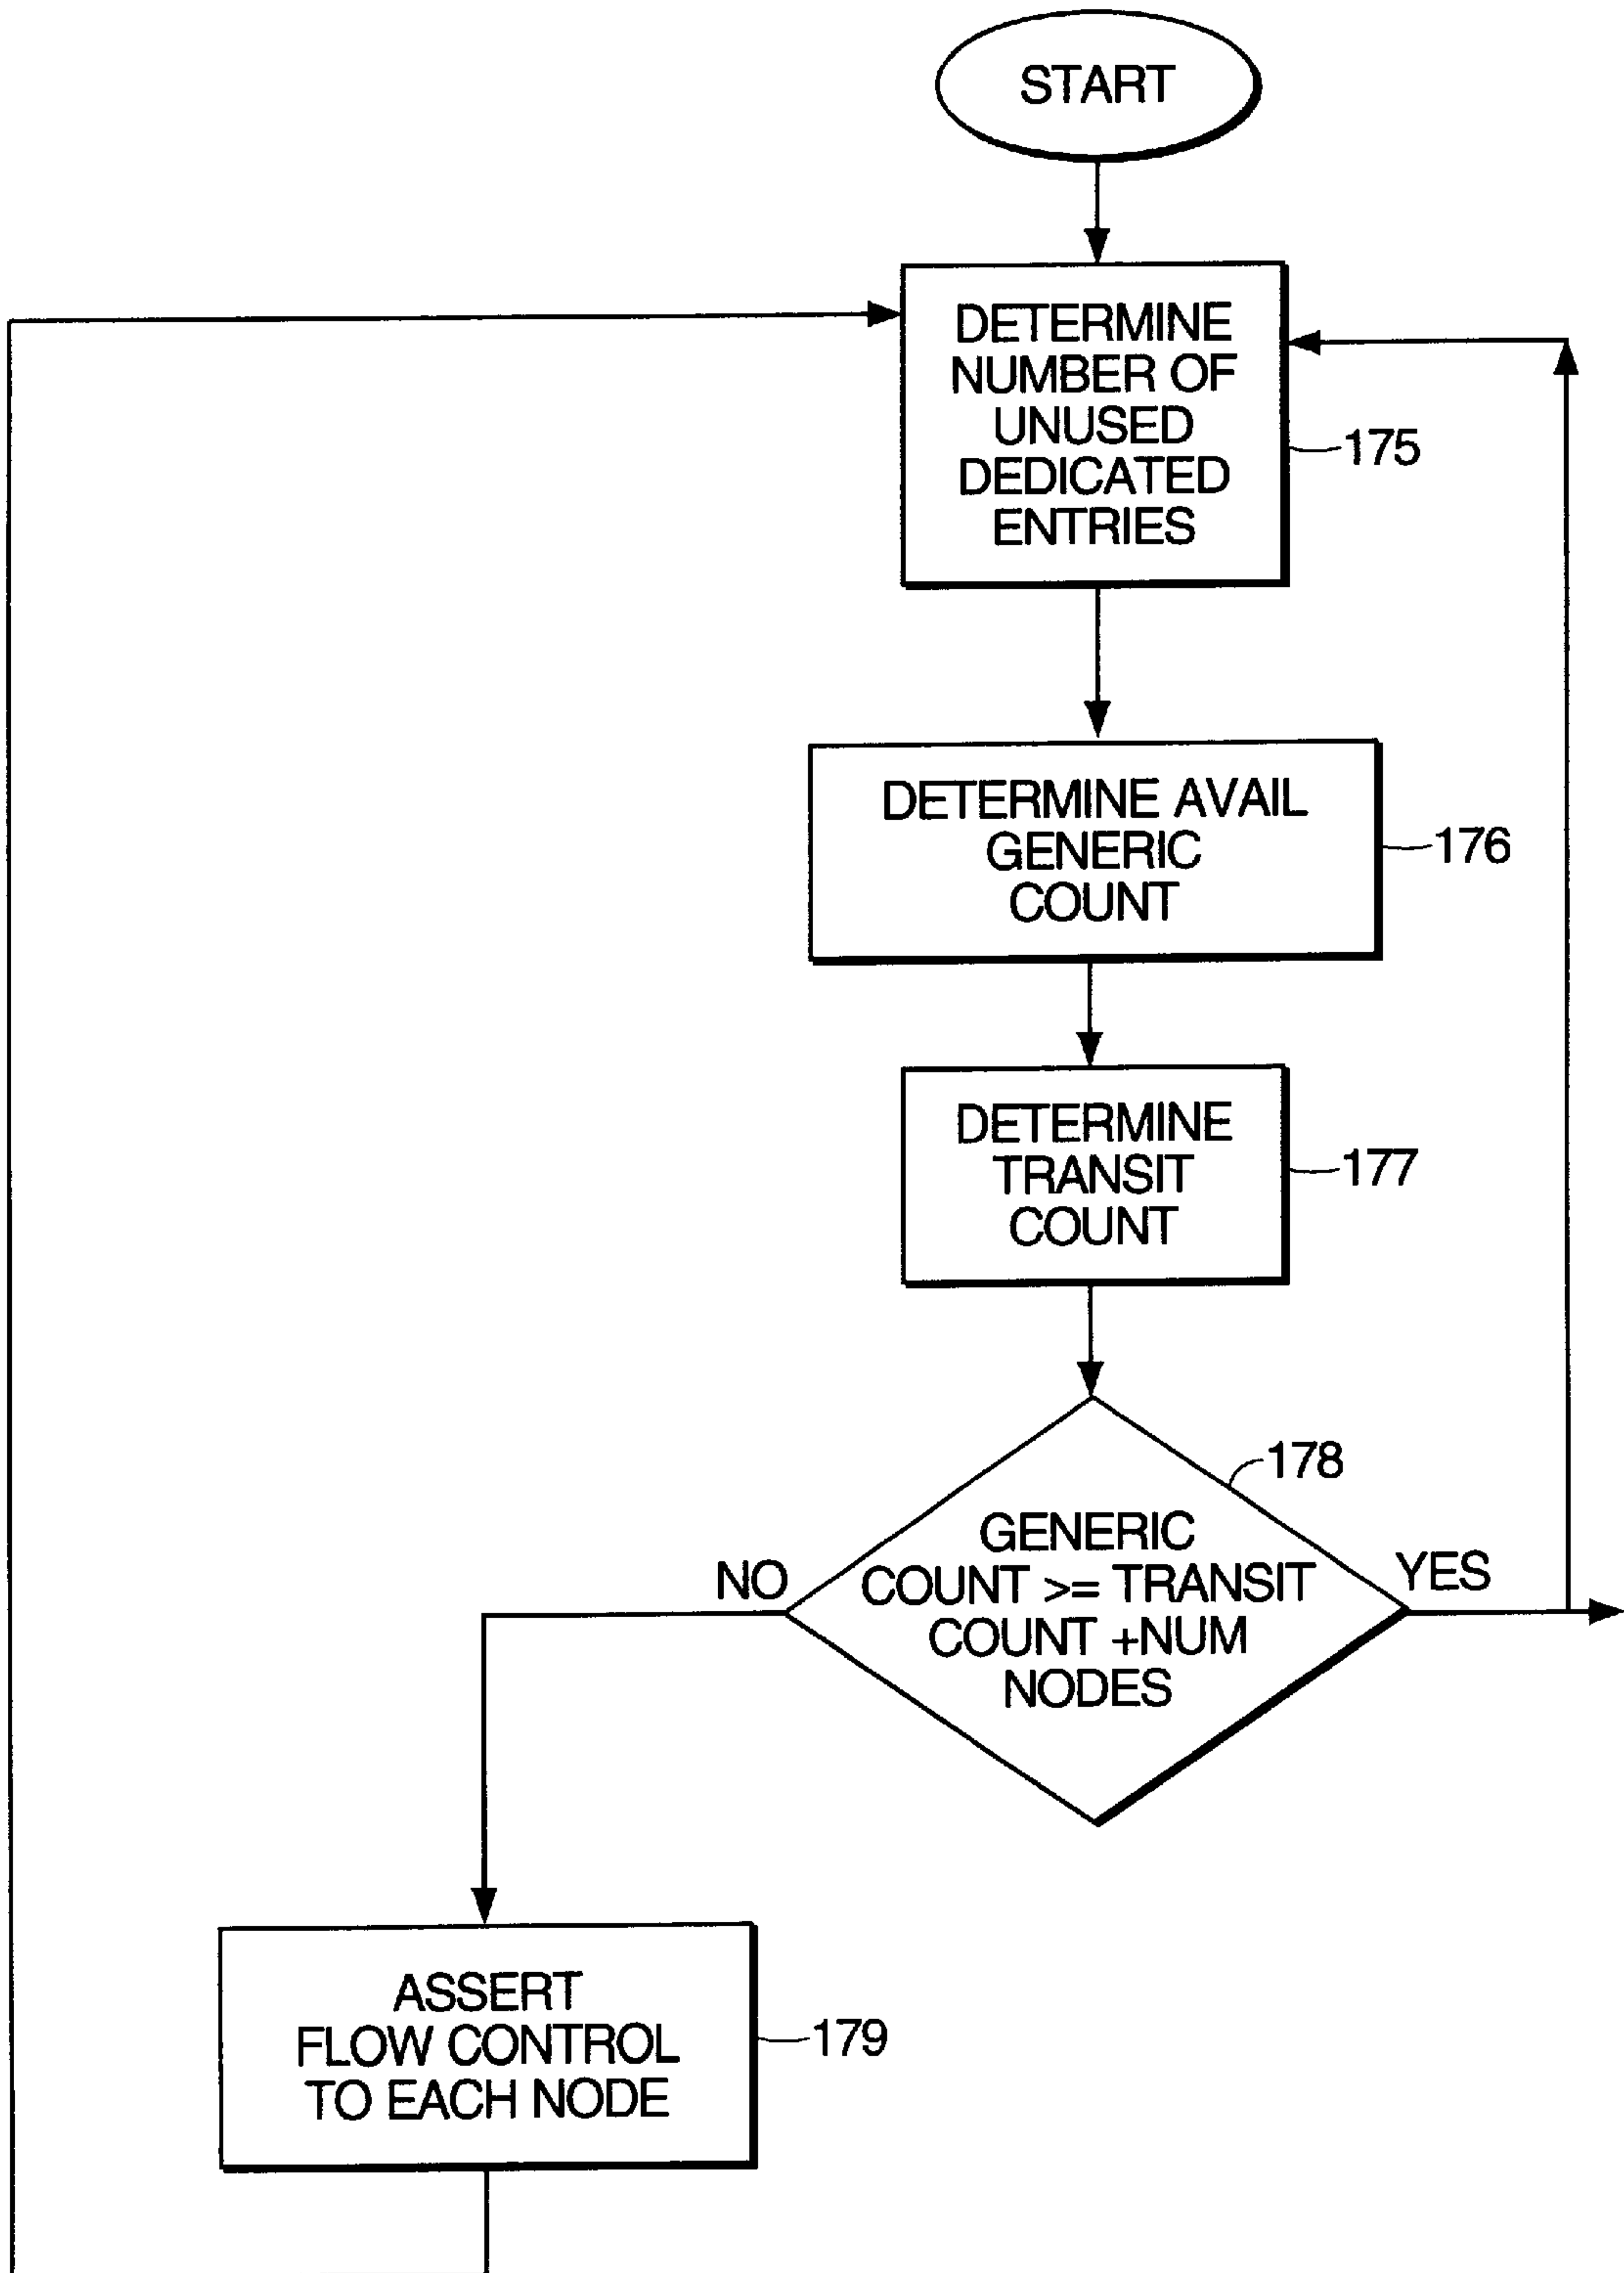 START
DETERMINE
NUMBER OF
UNUSED
DEDICATED
ENTRIES
175
DETERMINE AVAIL
GENERIC
COUNT
176
DETERMINE
TRANSIT
COUNT
177
178
GENERIC
COUNT >= TRANSIT
COUNT +NUM
NODES
NO
YES
ASSERT
FLOW CONTROL
TO EACH NODE
179